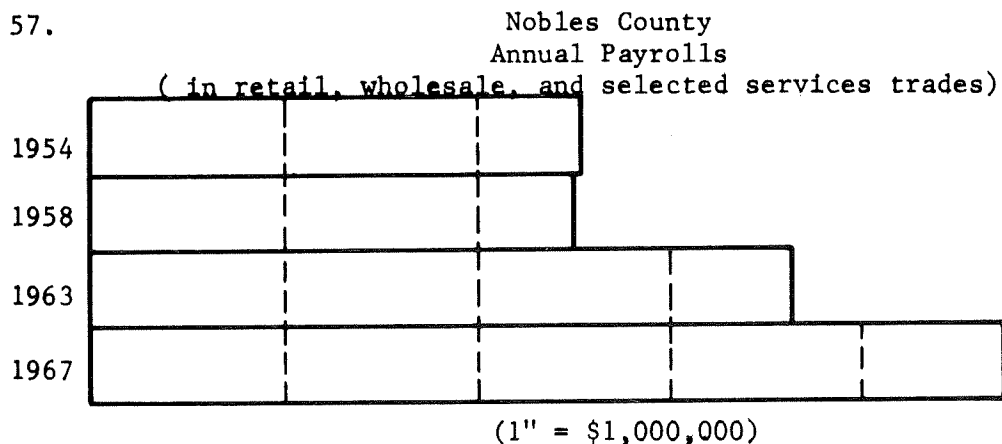 57.
Nobles County
Annual Payrolls
( in retail, wholesale, and selected services trades)
1954
1958
1963
1967
(1" = $1,000,000)